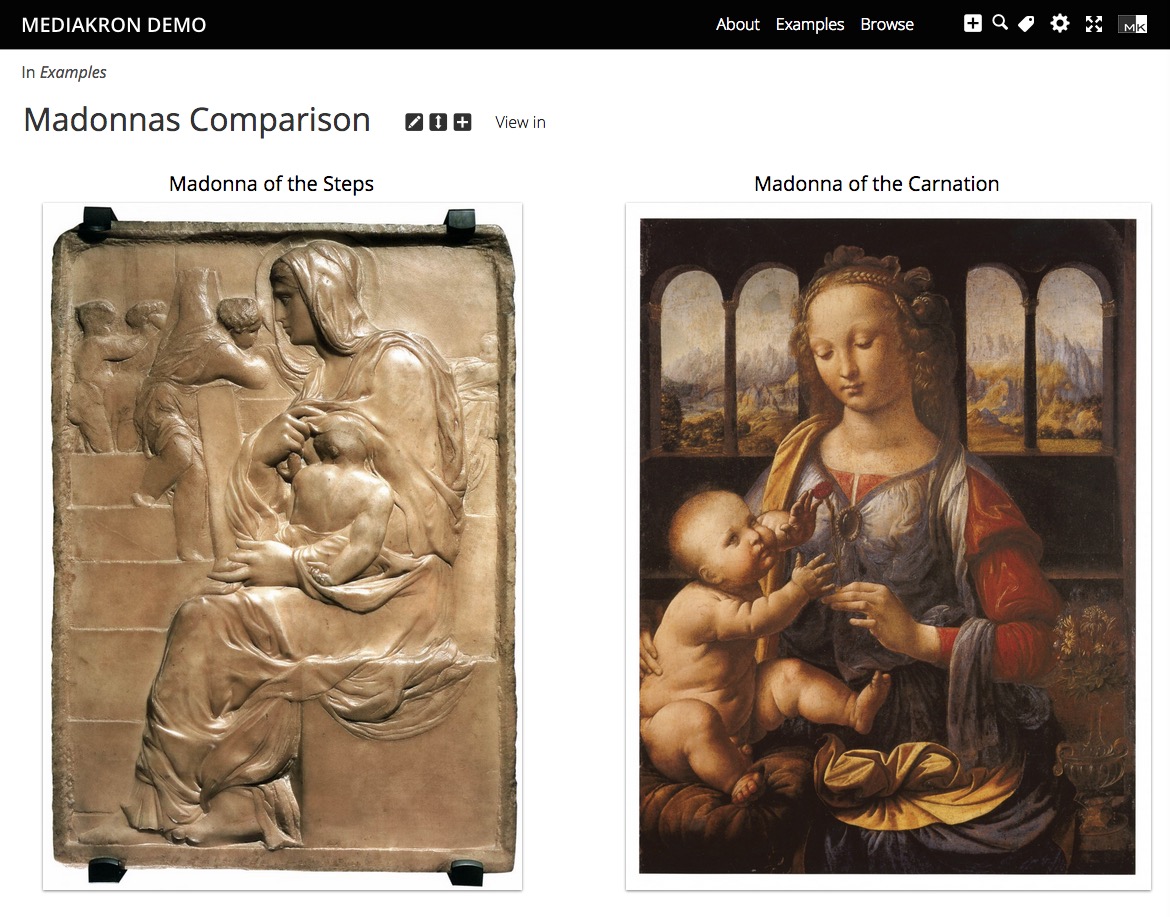 MEDIAKRON DEMO
About Examples Browse
MK
In Examples
Madonnas Comparison View in
Madonna of the Steps
Madonna of the Carnation